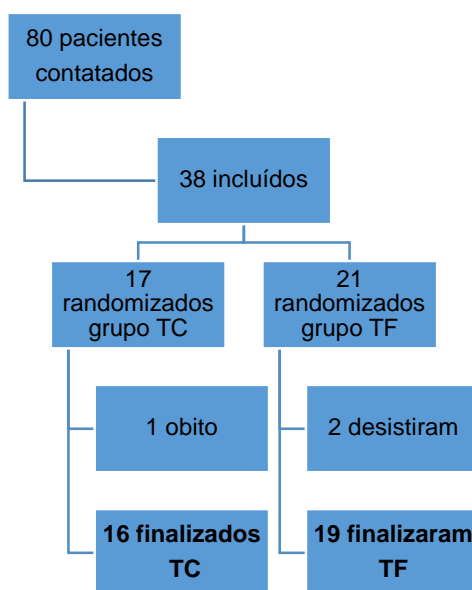 80 pacientes
contatados
38 incluídos
17
randomizados
grupo TC
21
randomizados
grupo TF
1 obito
2 desistiram
16 finalizados
TC
19 finalizaram
TF